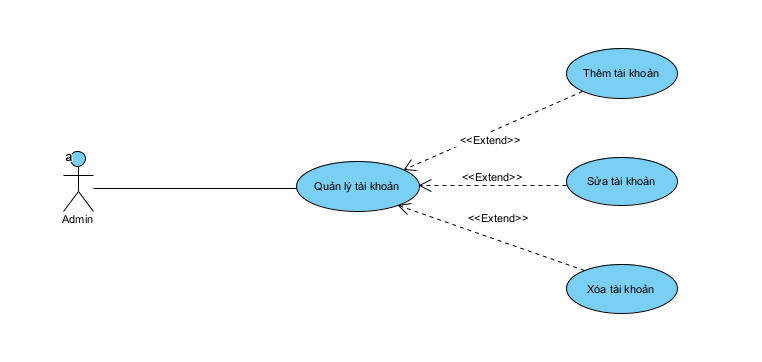 Thêm tài khoản
<<Extend>>
a
Quản lý tài khoản
<<Extend>>
Sửa tài khoản
Admin
<<Extend>>
Xóa tài khoản